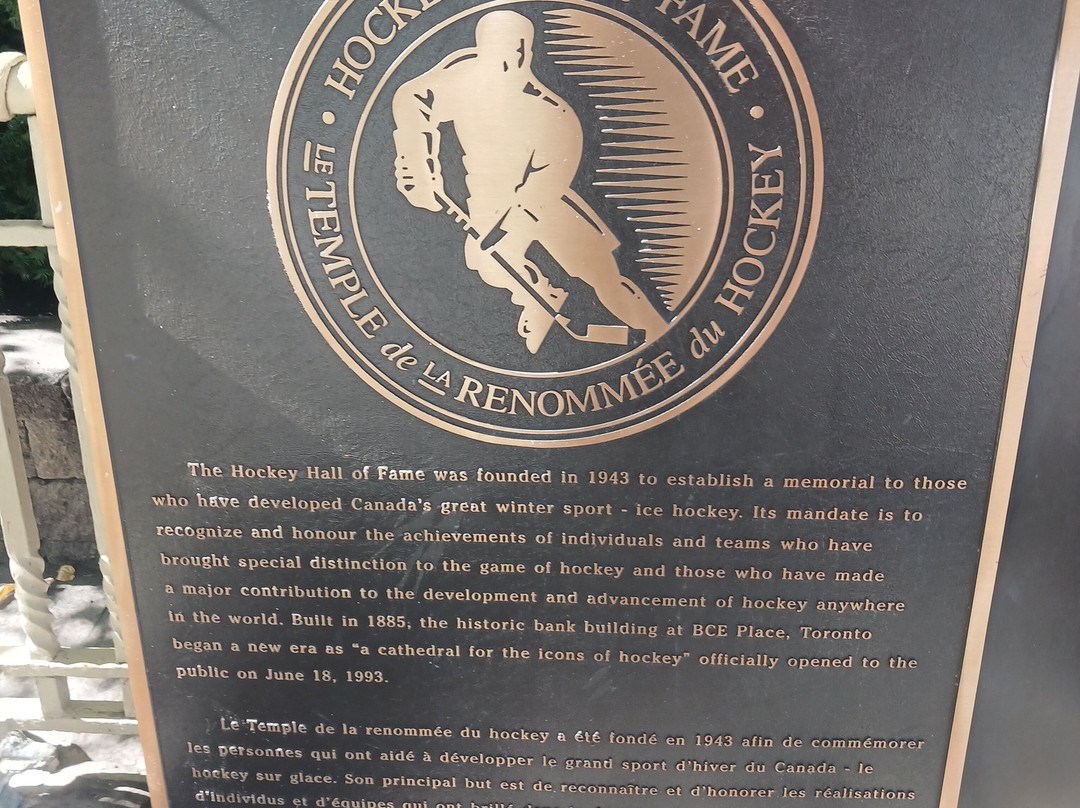 HOCKEY
FAME
LE TEMPLE de LA RENOMMÉE du HOCKEY
The Hockey Hall of Fame was founded in 1943 to establish a memorial to those
who have developed Canada's great winter sport - ice hockey. Its mandate is to
recognize and honour the achievements of individuals and teams who have
brought special distinction to the game of hockey and those who have made
a major contribution to the development and advancement of hockey anywhere
in the world. Built in 1885, the historic bank building at BCE Place, Toronto
began a new era as "a cathedral for the icons of hockey" officially opened to the
public on June 18, 1993.
Le Temple de la renommée du hockey a été fondé en 1943 afin de commémorer
les personnes qui ont aidé à développer le grand sport d'hiver du Canada - le
hockey sur glace. Son principal but est de reconnaître et d'honorer les réalisations
d'individus et d'équipes qui ont